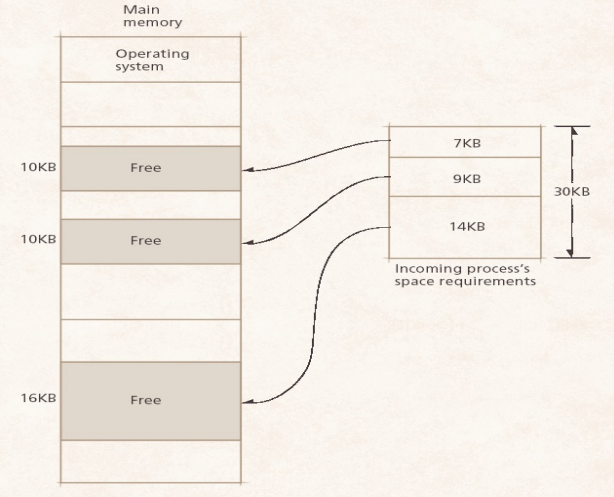 Main
memory
Operating
system
10KB
Free
10KB
Free
16KB
Free
7KB
9KB
14KB
30KB
Incoming process's
space requirements